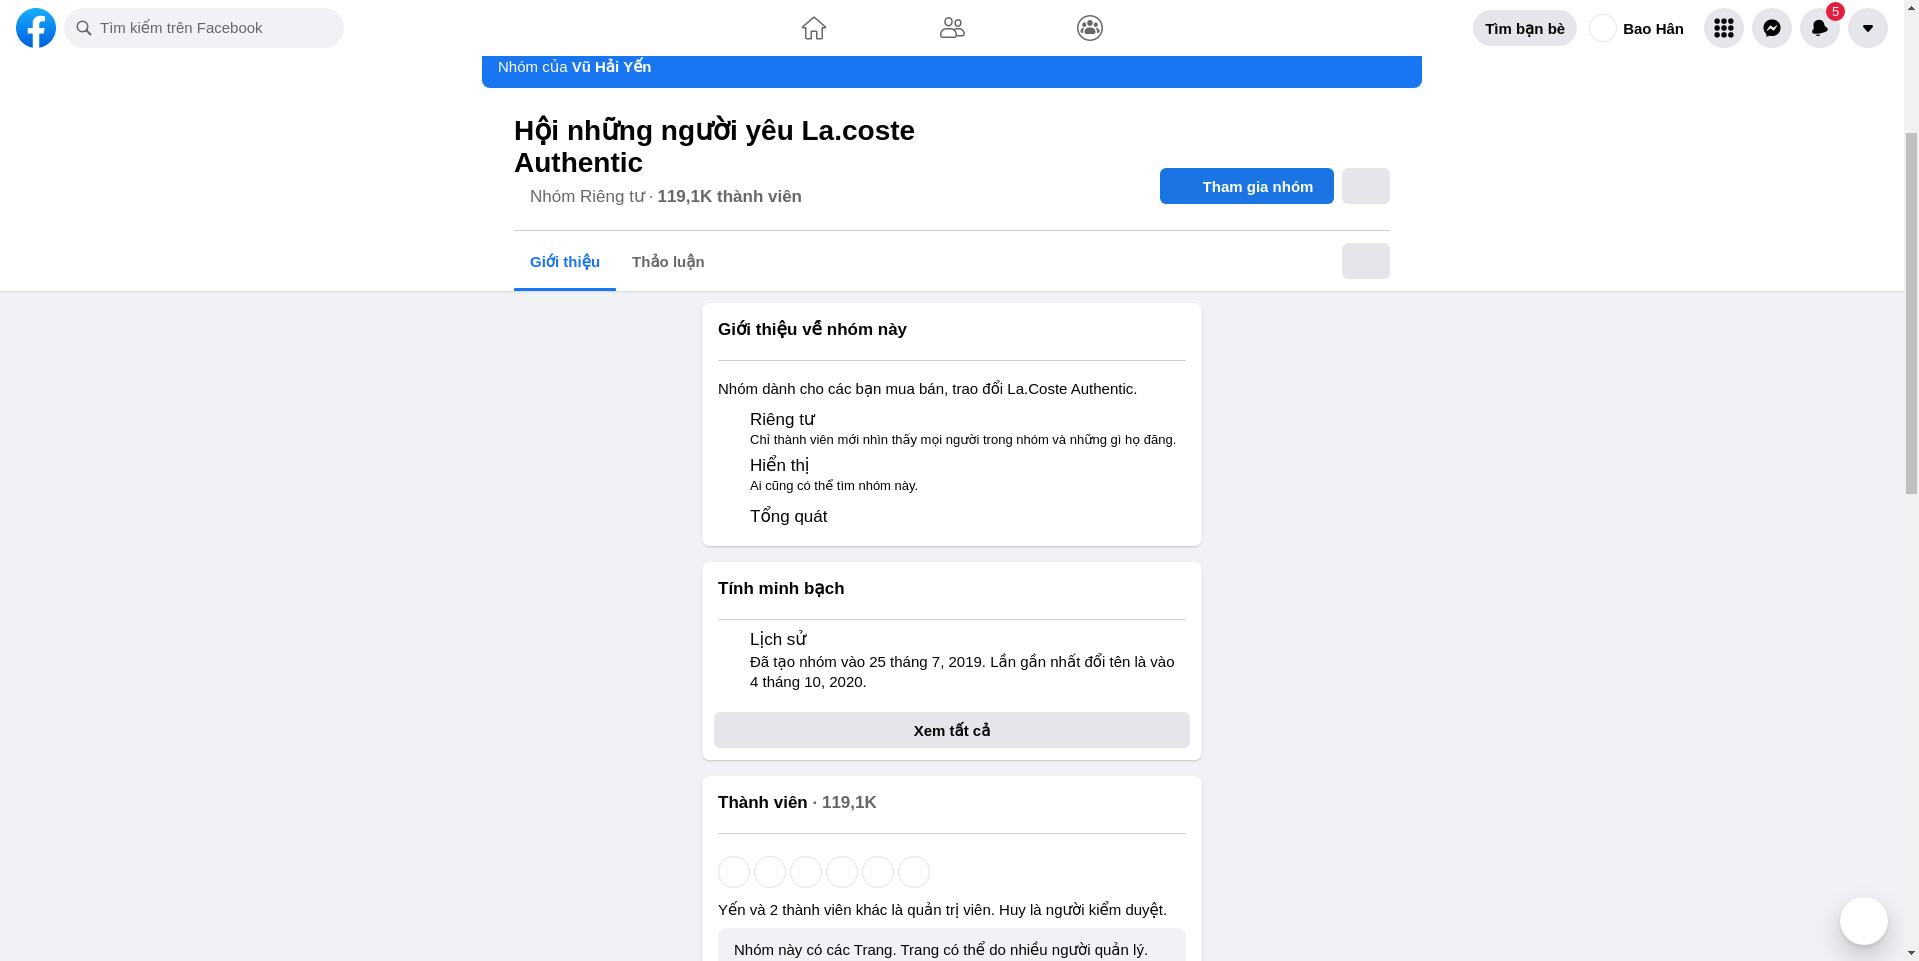 Tìm kiếm trên Facebook
Tìm bạn bè
Bao Hân
5
Nhóm của Vũ Hải Yến
Hội những người yêu La.coste
Authentic
Nhóm Riêng tư · 119,1K thành viên
Tham gia nhóm
Giới thiệu
Thảo luận
Giới thiệu về nhóm này
Nhóm dành cho các bạn mua bán, trao đổi La.Coste Authentic.
Riêng tư
Chỉ thành viên mới nhìn thấy mọi người trong nhóm và những gì họ đăng.
Hiển thị
Ai cũng có thể tìm nhóm này.
Tổng quát
Tính minh bạch
Lịch sử
Đã tạo nhóm vào 25 tháng 7, 2019. Lần gần nhất đổi tên là vào
4 tháng 10, 2020.
Xem tất cả
Thành viên · 119,1K
Yến và 2 thành viên khác là quản trị viên. Huy là người kiểm duyệt.
Nhóm này có các Trang. Trang có thể do nhiều người quản lý.